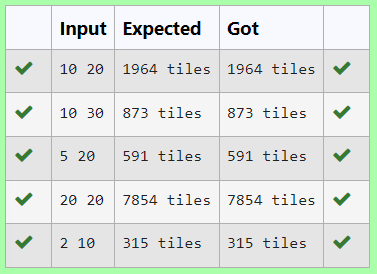 Input Expected Got
10 20 1964 tiles 1964 tiles
10 30 873 tiles 873 tiles
5 20 591 tiles 591 tiles
20 20 7854 tiles 7854 tiles
2 10 315 tiles 315 tiles